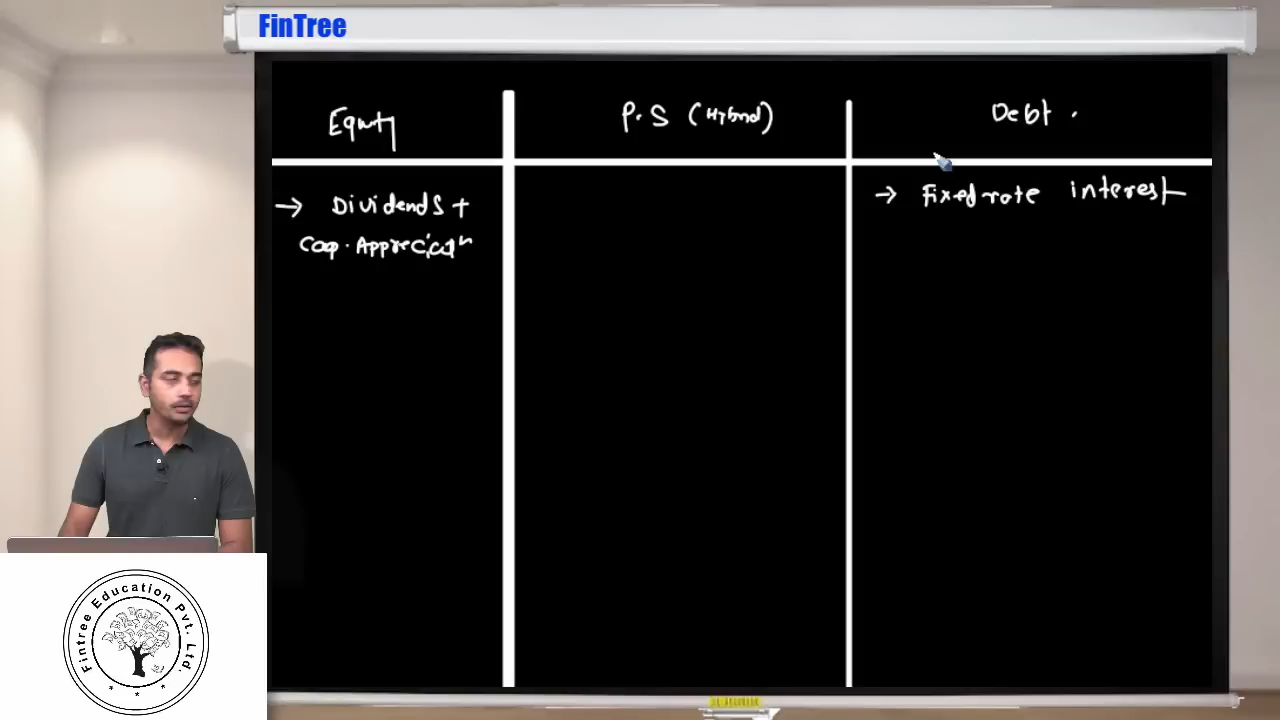 FinTree
Equity
P.S (Hybrid)
Debt .
→ Dividends +
Cap. Appreciatn
→ Fixed rate interest
Fintree Education Pvt. Ltd.